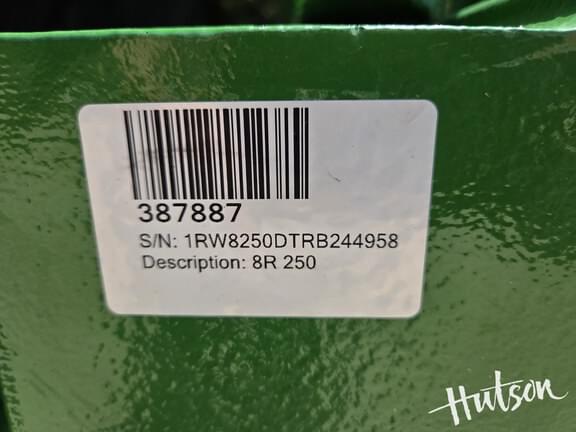 387887
S/N: 1RW8250DTRB244958
Description: 8R 250
Hutson